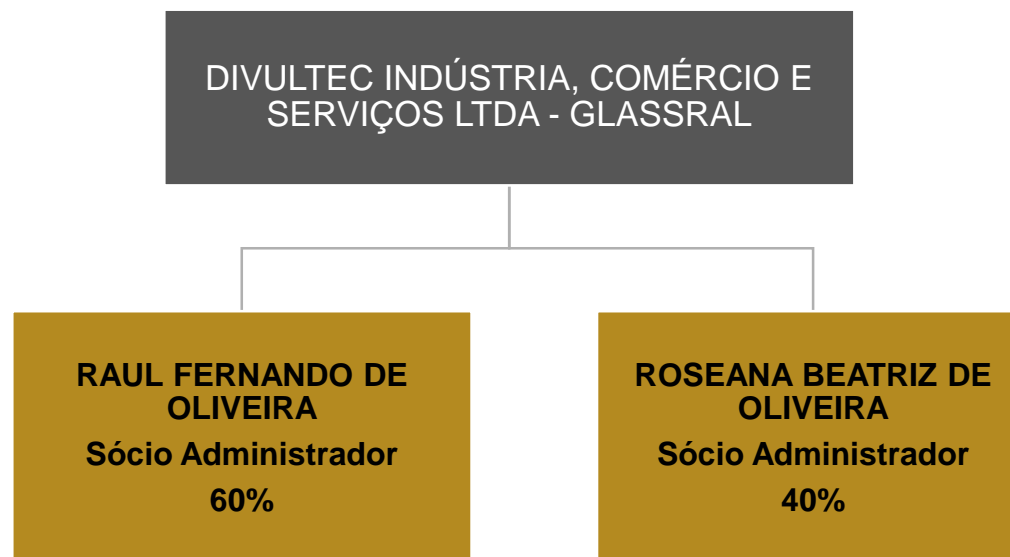 DIVULTEC INDÚSTRIA, COMÉRCIO E
SERVIÇOS LTDA - GLASSRAL
RAUL FERNANDO DE
OLIVEIRA
Sócio Administrador
60%
ROSEANA BEATRIZ DE
OLIVEIRA
Sócio Administrador
40%